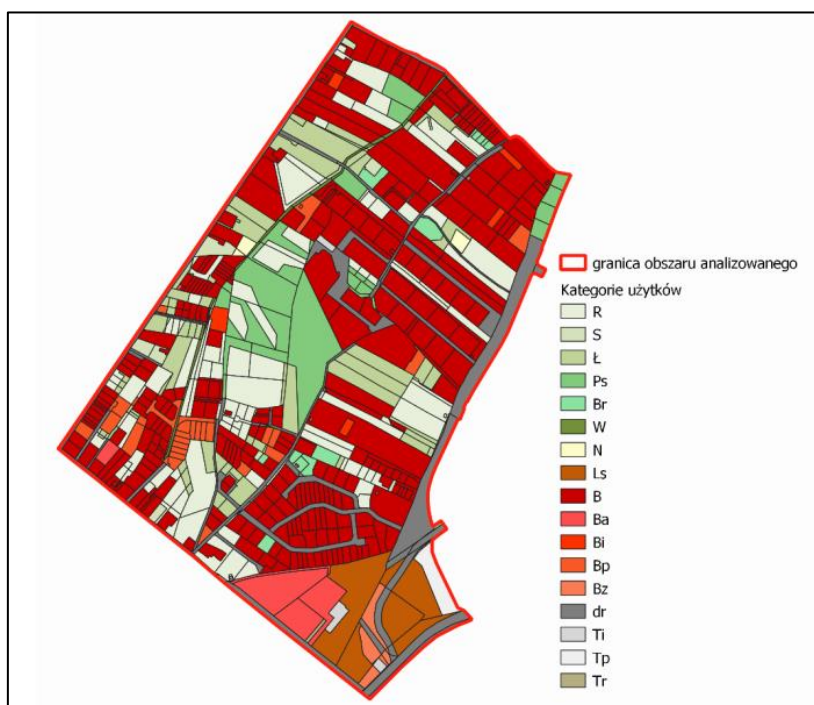 granica obszaru analizowanego
Kategorie użytków
R
S
Ł
Ps
Br
W
N
Ls
B
Ba
Bi
Bp
Bz
dr
Ti
Tp
Tr